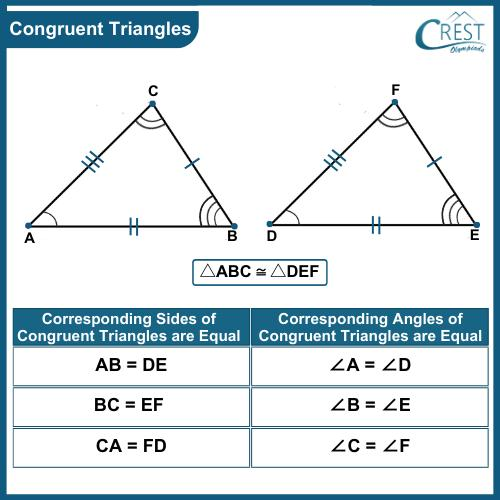 Congruent Triangles
CREST
Olympiads
C
F
A
B
D
E
△ABC ≅ △DEF
Corresponding Sides of
Congruent Triangles are Equal
Corresponding Angles of
Congruent Triangles are Equal
AB = DE
∠A = ∠D
BC = EF
∠B = ∠E
CA = FD
∠C = ∠F